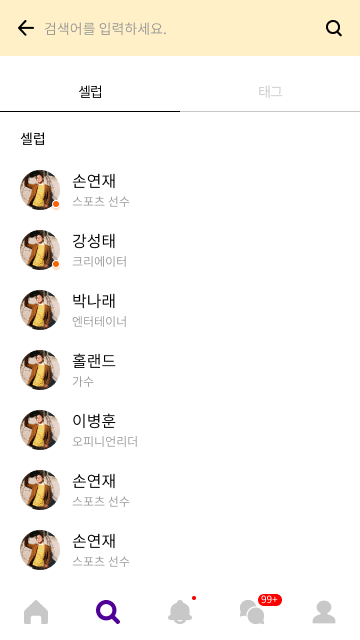 검색어를 입력하세요.
셀럽
태그
셀럽
손연재
스포츠 선수
강성태
크리에이터
박나래
엔터테이너
홀랜드
가수
이병훈
오피니언리더
손연재
스포츠 선수
손연재
스포츠 선수
99+